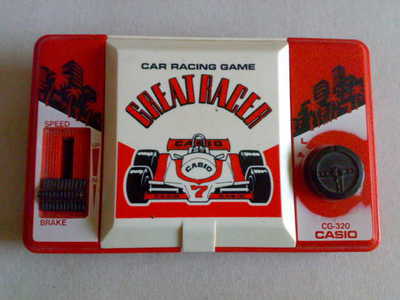 CAR RACING GAME
GREAT RACER
SPEED
BRAKE
CASIO
CASIO
7
CG-320
CASIO